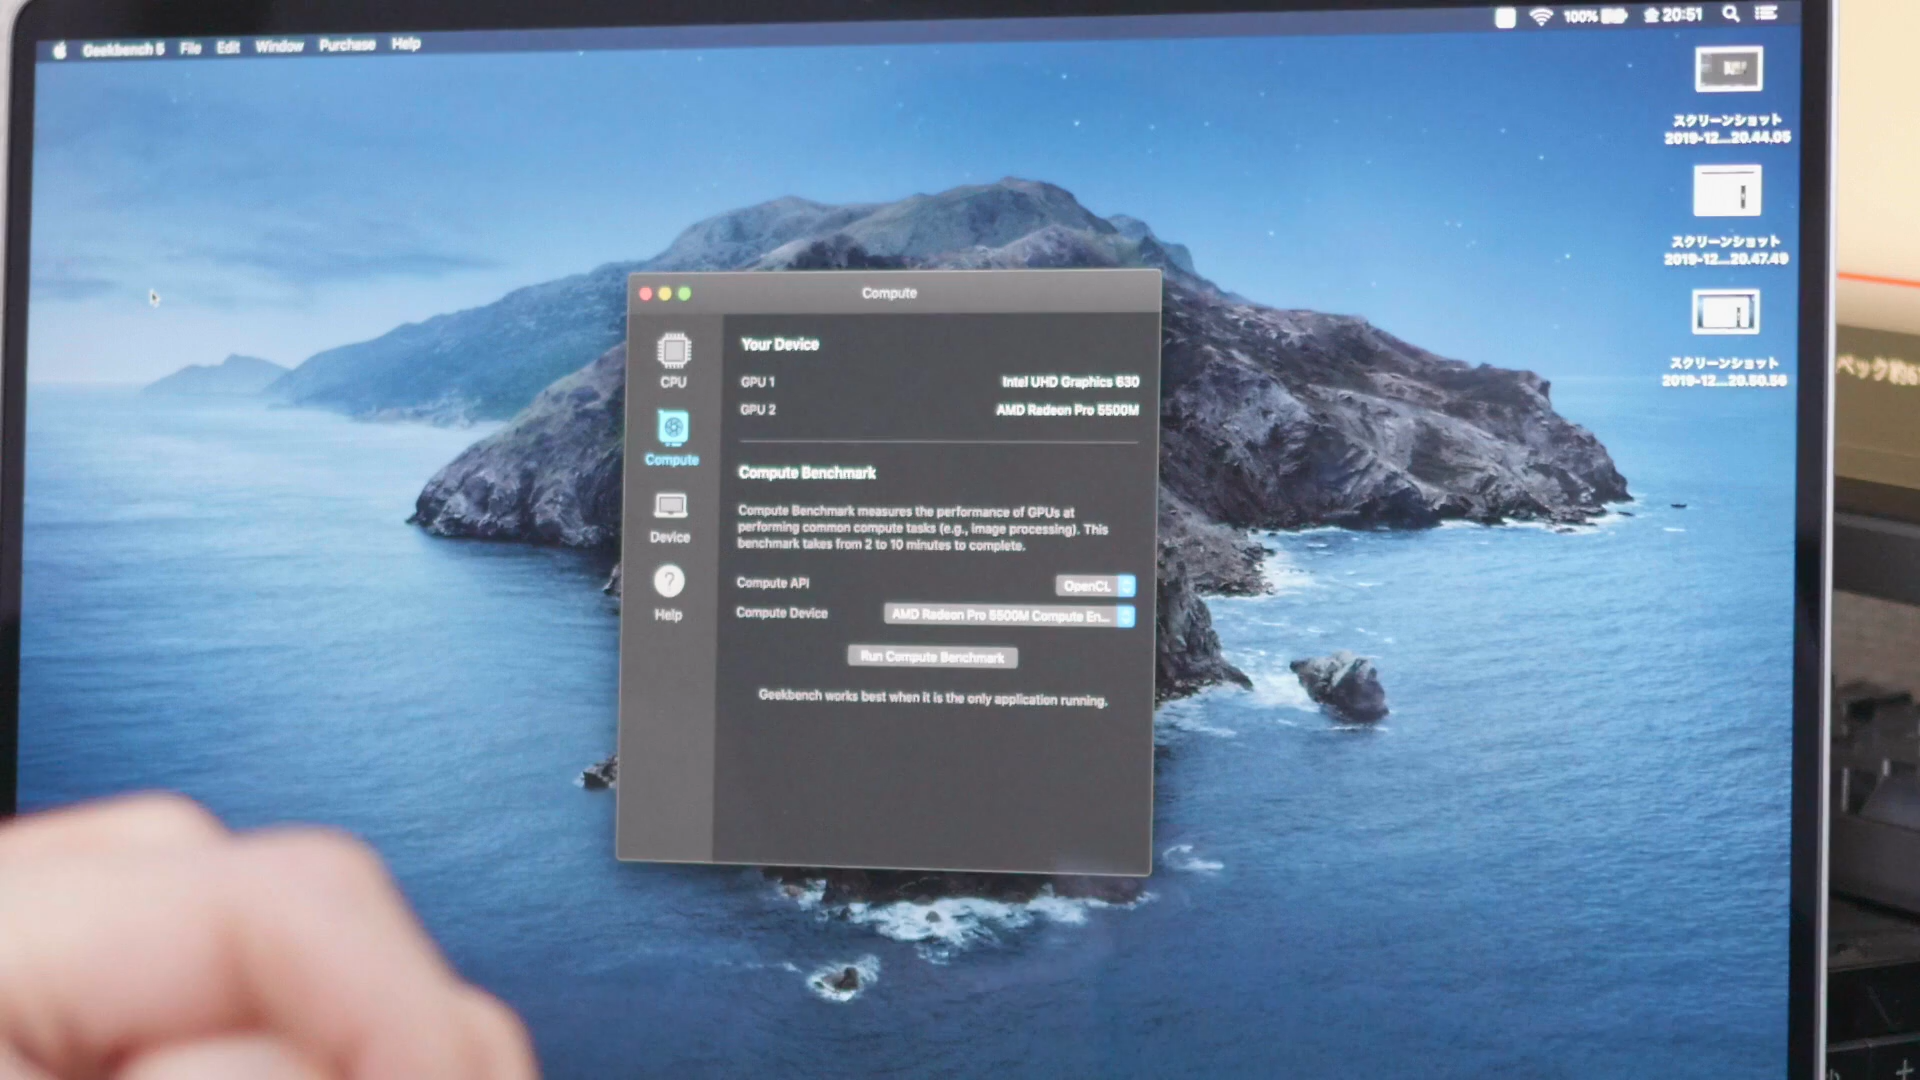 Geekbench 5 File Edit Window Purchase Help
100% 金 20:51
スクリーンショット
2019-12...20.44.05
スクリーンショット
2019-12...20.47.49
スクリーンショット
2019-12...20.50.56
Compute
CPU
Compute
Device
Help
Your Device
GPU 1 Intel UHD Graphics 630
GPU 2 AMD Radeon Pro 5500M
Compute Benchmark
Compute Benchmark measures the performance of GPUs at
performing common compute tasks (e.g., image processing). This
benchmark takes from 2 to 10 minutes to complete.
Compute API OpenCL
Compute Device AMD Radeon Pro 5500M Compute En...
Run Compute Benchmark
Geekbench works best when it is the only application running.